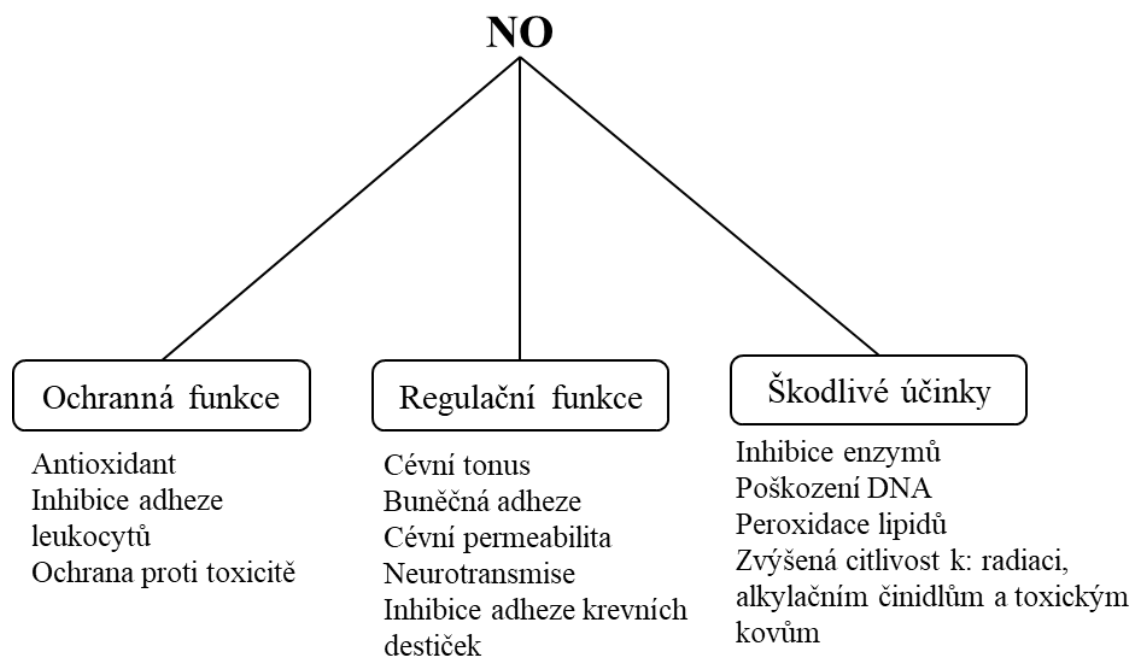 NO
Ochranná funkce
Antioxidant
Inhibice adheze
leukocytů
Ochrana proti toxicitě
Regulační funkce
Cévní tonus
Buněčná adheze
Cévní permeabilita
Neurotransmise
Inhibice adheze krevních
destiček
Škodlivé účinky
Inhibice enzymů
Poškození DNA
Peroxidace lipidů
Zvýšená citlivost k: radiaci,
alkylačním činidlům a toxickým
kovům